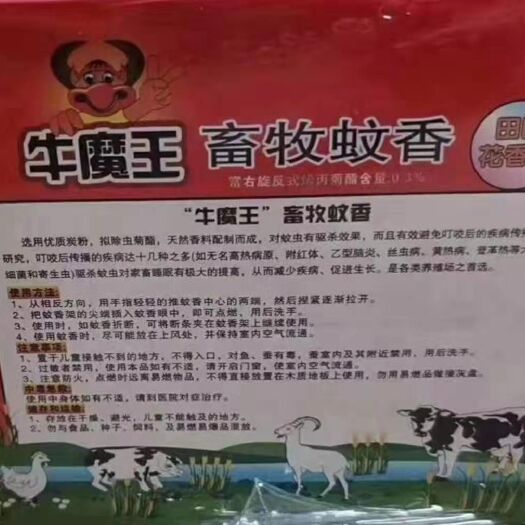 牛魔王
畜牧蚊香
富右旋反式烯丙菊酯含量:0.3%
田
花香
“牛魔王”畜牧蚊香
选用优质炭粉，拟除虫菊酯，天然香料配制而成，对蚊虫有驱杀效果，而且有效避免叮咬后的疾病传
研究，叮咬后传播的疾病达十几种之多(如无名高热病原、附红体、乙型脑炎、丝虫病、黄热病、登革热等大
细菌和寄生虫)驱杀蚊虫对家畜睡眠有极大的提高，从而减少疾病、促进生长，是各类养殖场之首选。
使用方法:
1、从相反方向，用手指轻轻的推蚊香中心的两端，然后捏紧逐渐拉开。
2、把蚊香架的尖端插入蚊香眼中，即可点燃，用后洗手。
3、使用时，如蚊香折断，可将断条夹在蚊香架上继续使用。
4、使用蚊香时，尽可能放在上风处，并保持室内空气流通。
注意事项:
1、置于儿童接触不到的地方，不得入口，对鱼、蚕有毒，蚕室内及其附近禁用，用后洗手。
2、过敏者禁用，使用本品如有不适，请开启门窗，使室内空气流通。
3、注意防火，点燃时远离易燃物品，不得直接放置在木质地板上使用，勿用易燃品做接灰盒。
中毒急救:
使用中身体如有不适，请到医院对症治疗。
储存和运输:
1、存放在干燥、避光，儿童不能触及的地方。
2、勿与食品、种子、饲料、及易燃易爆品混放。